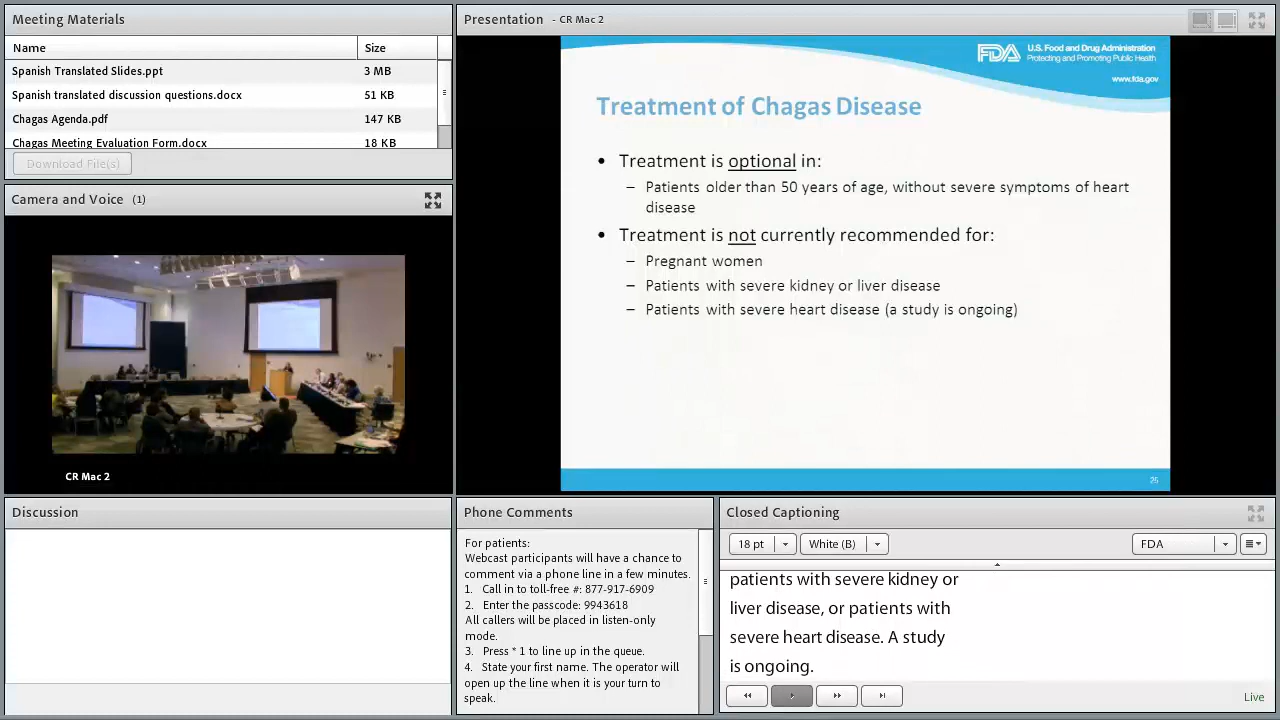 Meeting Materials
Name Size
Spanish Translated Slides.ppt 3 MB
Spanish translated discussion questions.docx 51 KB
Chagas Agenda.pdf 147 KB
Chagas Meeting Evaluation Form.docx 18 KB
Download File(s)
Camera and Voice (1)
CR Mac 2
Discussion
Presentation - CR Mac 2
FDA U.S. Food and Drug Administration
Protecting and Promoting Public Health
www.fda.gov
Treatment of Chagas Disease
• Treatment is optional in:
– Patients older than 50 years of age, without severe symptoms of heart
disease
• Treatment is not currently recommended for:
– Pregnant women
– Patients with severe kidney or liver disease
– Patients with severe heart disease (a study is ongoing)
25
Phone Comments
For patients:
Webcast participants will have a chance to
comment via a phone line in a few minutes.
1. Call in to toll-free #: 877-917-6909
2. Enter the passcode: 9943618
All callers will be placed in listen-only
mode.
3. Press * 1 to line up in the queue.
4. State your first name. The operator will
open up the line when it is your turn to
speak.
Closed Captioning
18 pt White (B) FDA
patients with severe kidney or
liver disease, or patients with
severe heart disease. A study
is ongoing.
Live